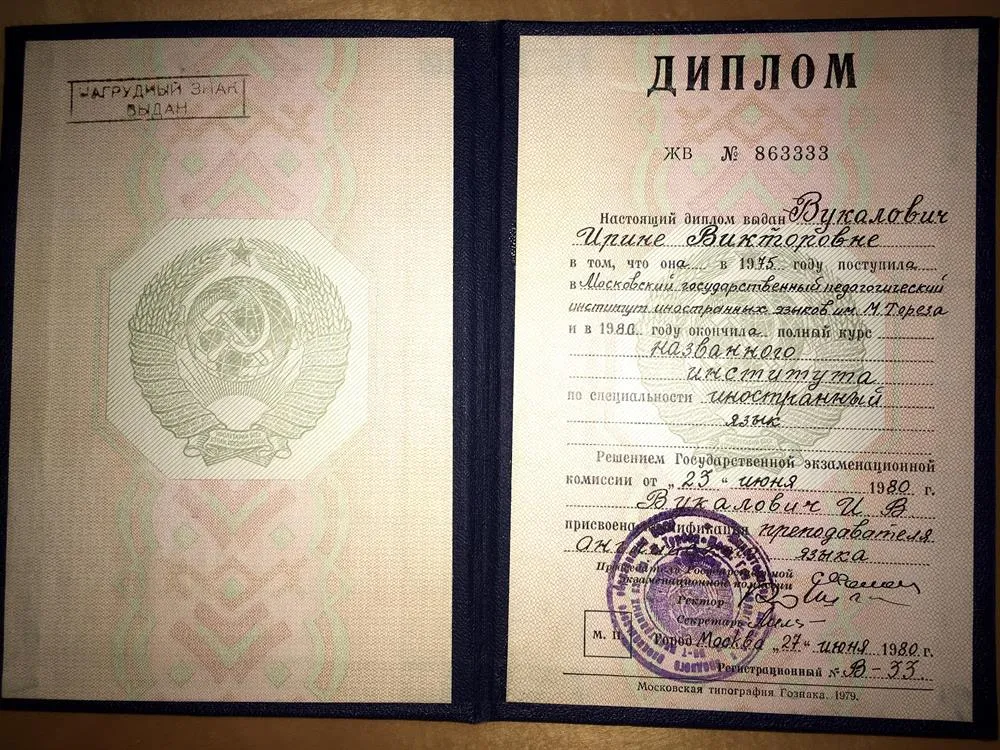 НАГРУДНЫЙ ЗНАК
ВЫДАН
ДИПЛОМ
ЖВ № 863333
Настоящий диплом выдан Вукалович
Ирине Викторовне
в том, что она в 1975 году поступила
в Московский государственный педагогический
институт иностранных языков им. М. Тореза
и в 1980 году окончила полный курс
названного
института
по специальности иностранный
язык
Решением Государственной экзаменационной
комиссии от „23“ июня 1980 г.
Вукалович И В
присвоена квалификация преподавателя
английского языка
Председатель Государственной
экзаменационной комиссии
Ректор
Секретарь
М. П. Город Москва „27“ июня 1980 г.
Регистрационный № В-33
Московская типография Гознака. 1979.